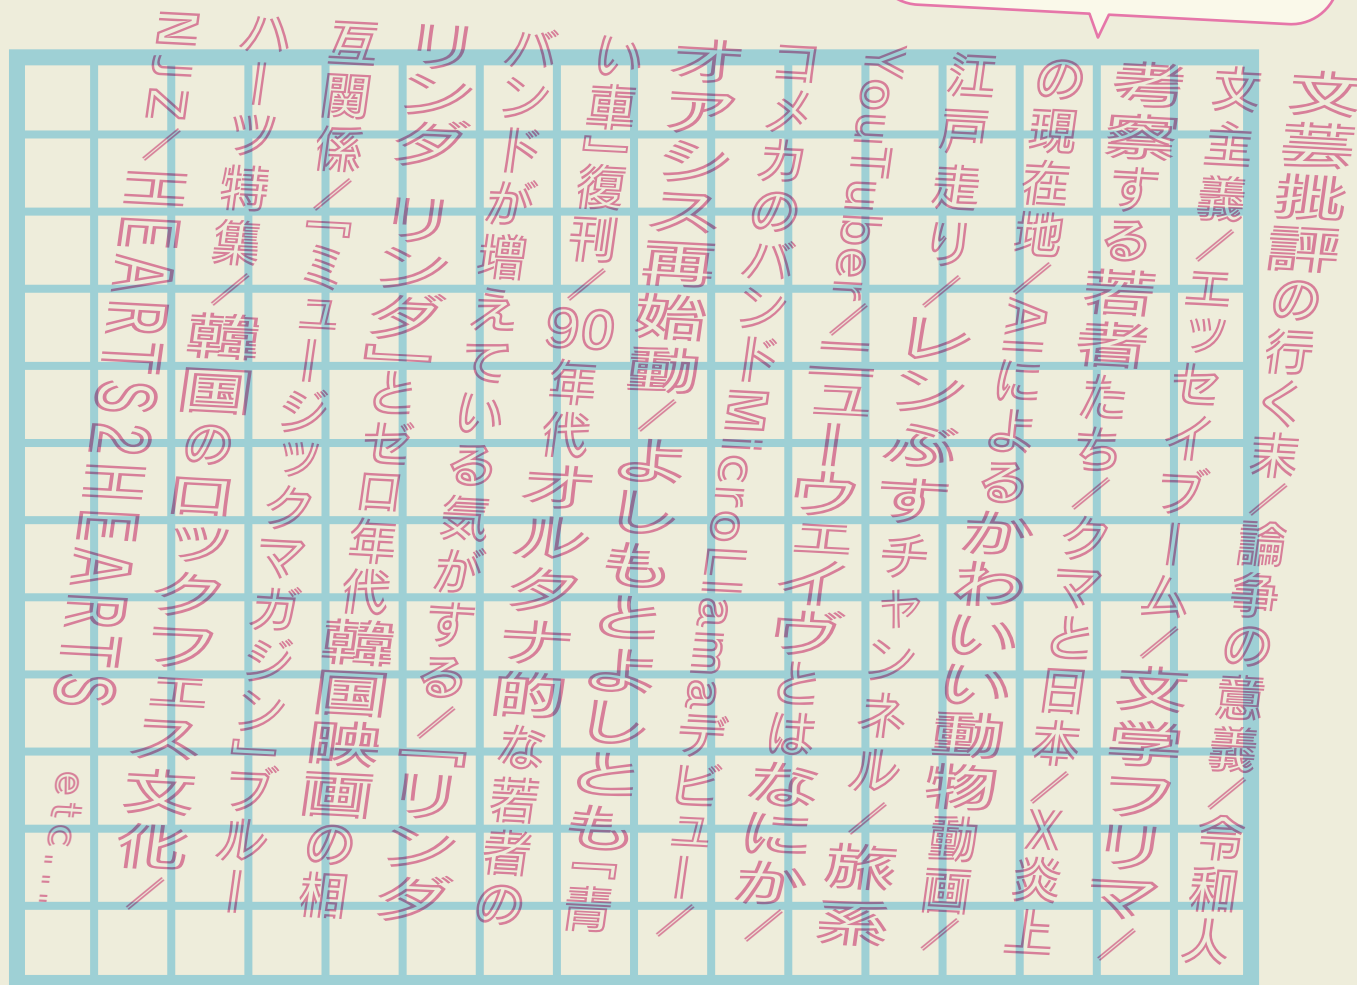 文芸批評の行く末／論争の意義／令和人
文主義／エッセイブーム／文学フリマ／
考察する若者たち／クマと日本／X炎上
の現在地／AIによるかわいい動物動画／
江戸走り／レンぶすチャンネル／旅系
YouTuber／ニューウェイヴとはなにか／
コメカのバンドMicroLlamaデビュー／
オアシス再始動／よしもとよしとも『青
い車』復刊／90年代オルタナ的な若者の
バンドが増えている気がする／『リンダ
リンダ リンダ』とゼロ年代韓国映画の相
互関係／『ミュージックマガジン』ブルー
ハーツ特集／韓国のロックフェス文化／
NJZ／HEARTS2HEARTS etc……